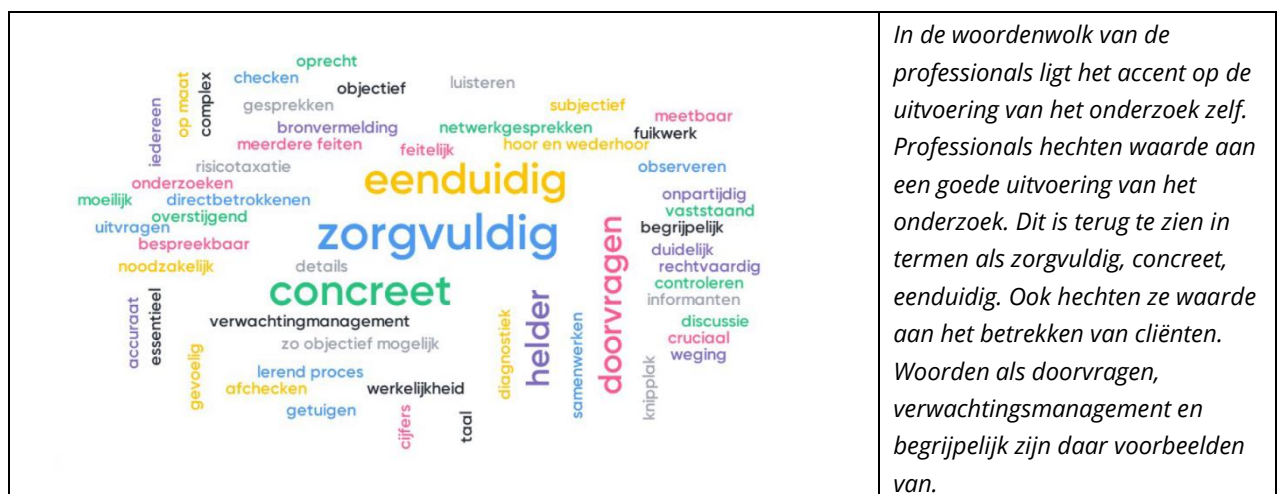 oprecht
checken
objectief
luisteren
op maat
complex
iedereen
gesprekken
subjectief
meetbaar
bronvermelding
netwerkgesprekken
fuikwerk
meerdere feiten
feitelijk
hoor en wederhoor
risicotaxatie
eenduidig
observeren
onderzoeken
onpartijdig
moeilijk
directbetrokkenen
vaststaand
overstijgend
uitvragen
zorgvuldig
doorvragen
begrijpelijk
bespreekbaar
duidelijk
noodzakelijk
details
rechtvaardig
concreet
helder
controleren
informanten
accuraat
essentieel
verwachtingmanagement
discussie
cruciaal
zo objectief mogelijk
diagnostiek
samenwerken
weging
gevoelig
lerend proces
knipplak
afchecken
werkelijkheid
getuigen
cijfers
taal
In de woordenwolk van de
professionals ligt het accent op de
uitvoering van het onderzoek zelf.
Professionals hechten waarde aan
een goede uitvoering van het
onderzoek. Dit is terug te zien in
termen als zorgvuldig, concreet,
eenduidig. Ook hechten ze waarde
aan het betrekken van cliënten.
Woorden als doorvragen,
verwachtingsmanagement en
begrijpelijk zijn daar voorbeelden
van.